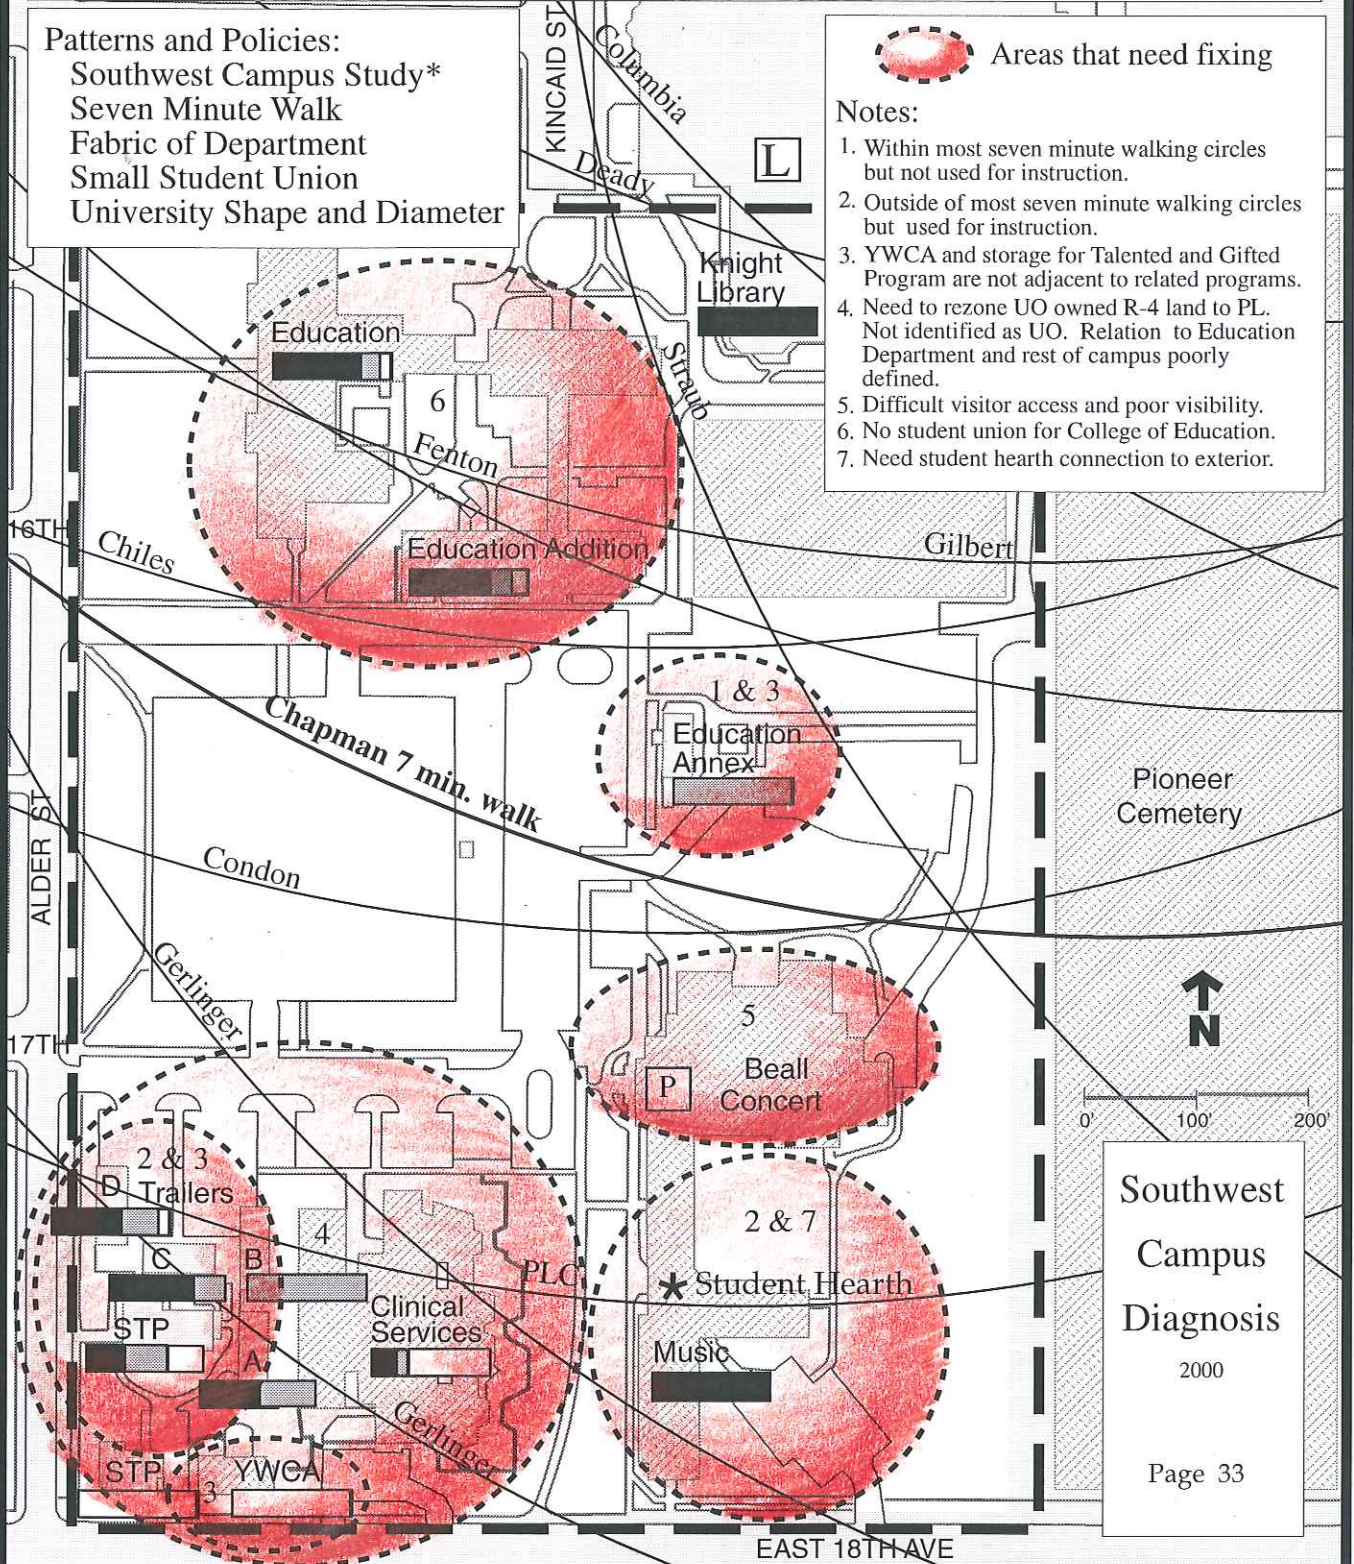 Patterns and Policies:
Southwest Campus Study*
Seven Minute Walk
Fabric of Department
Small Student Union
University Shape and Diameter
KINCAID ST
Columbia
Deady
L
Areas that need fixing
Notes:
1. Within most seven minute walking circles
but not used for instruction.
2. Outside of most seven minute walking circles
but used for instruction.
3. YWCA and storage for Talented and Gifted
Program are not adjacent to related programs.
4. Need to rezone UO owned R-4 land to PL.
Not identified as UO. Relation to Education
Department and rest of campus poorly
defined.
5. Difficult visitor access and poor visibility.
6. No student union for College of Education.
7. Need student hearth connection to exterior.
Knight
Library
Education
Straub
6
Fenton
16TH
Chiles
Education Addition
Gilbert
1 & 3
Education
Annex
Chapman 7 min. walk
Pioneer
Cemetery
ALDER ST
Condon
Gerlinger
17TH
5
Beall
Concert
P
N
0'
100'
200'
2 & 3
D
Trailers
4
C
B
PLC
Clinical
Services
STP
A
2 & 7
* Student Hearth
Music
Gerlinger
STP
3
YWCA
Southwest
Campus
Diagnosis
2000
Page 33
EAST 18TH AVE